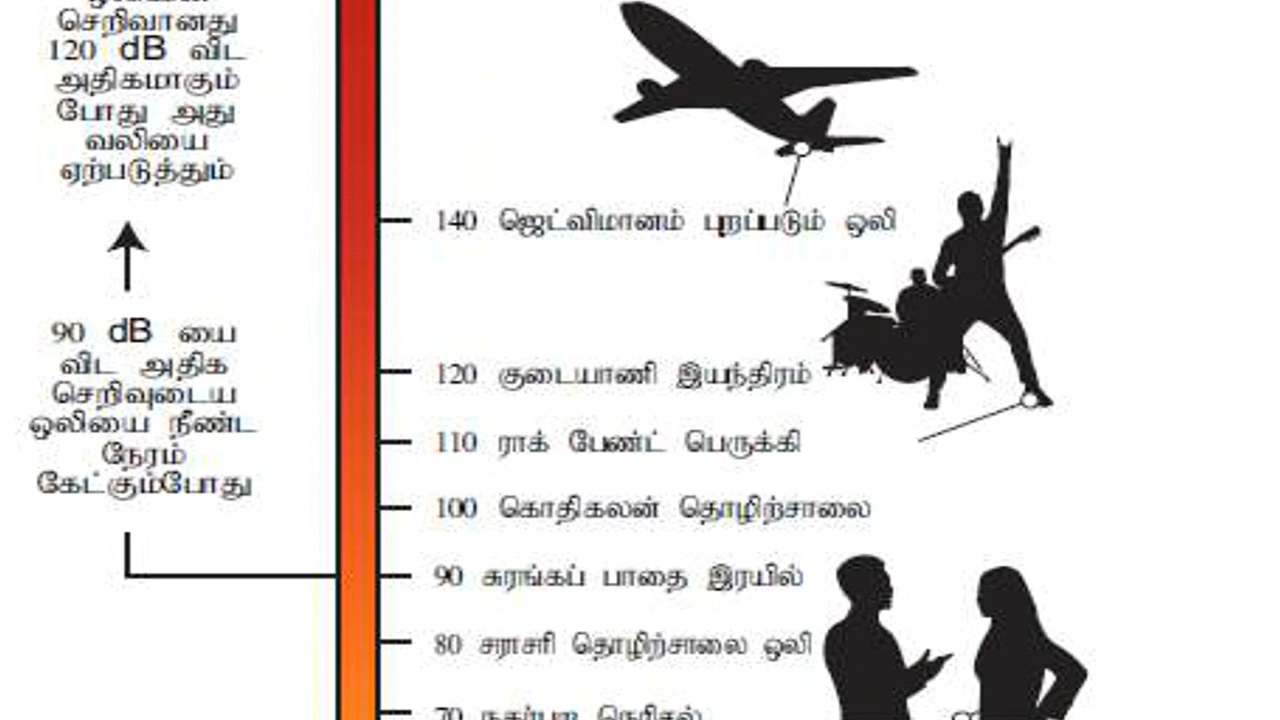 செறிவானது
120 dB விட
அதிகமாகும்
போது அது
வலியை
ஏற்படுத்தும்
90 dB யை
விட அதிக
செறிவுடைய
ஒலியை நீண்ட
நேரம்
கேட்கும்போது
140 ஜெட்விமானம் புறப்படும் ஒலி
120 குடையாணி இயந்திரம்
110 ராக் பேண்ட் பெருக்கி
100 கொதிகலன் தொழிற்சாலை
90 சுரங்கப் பாதை இரயில்
80 சராசரி தொழிற்சாலை ஒலி
70